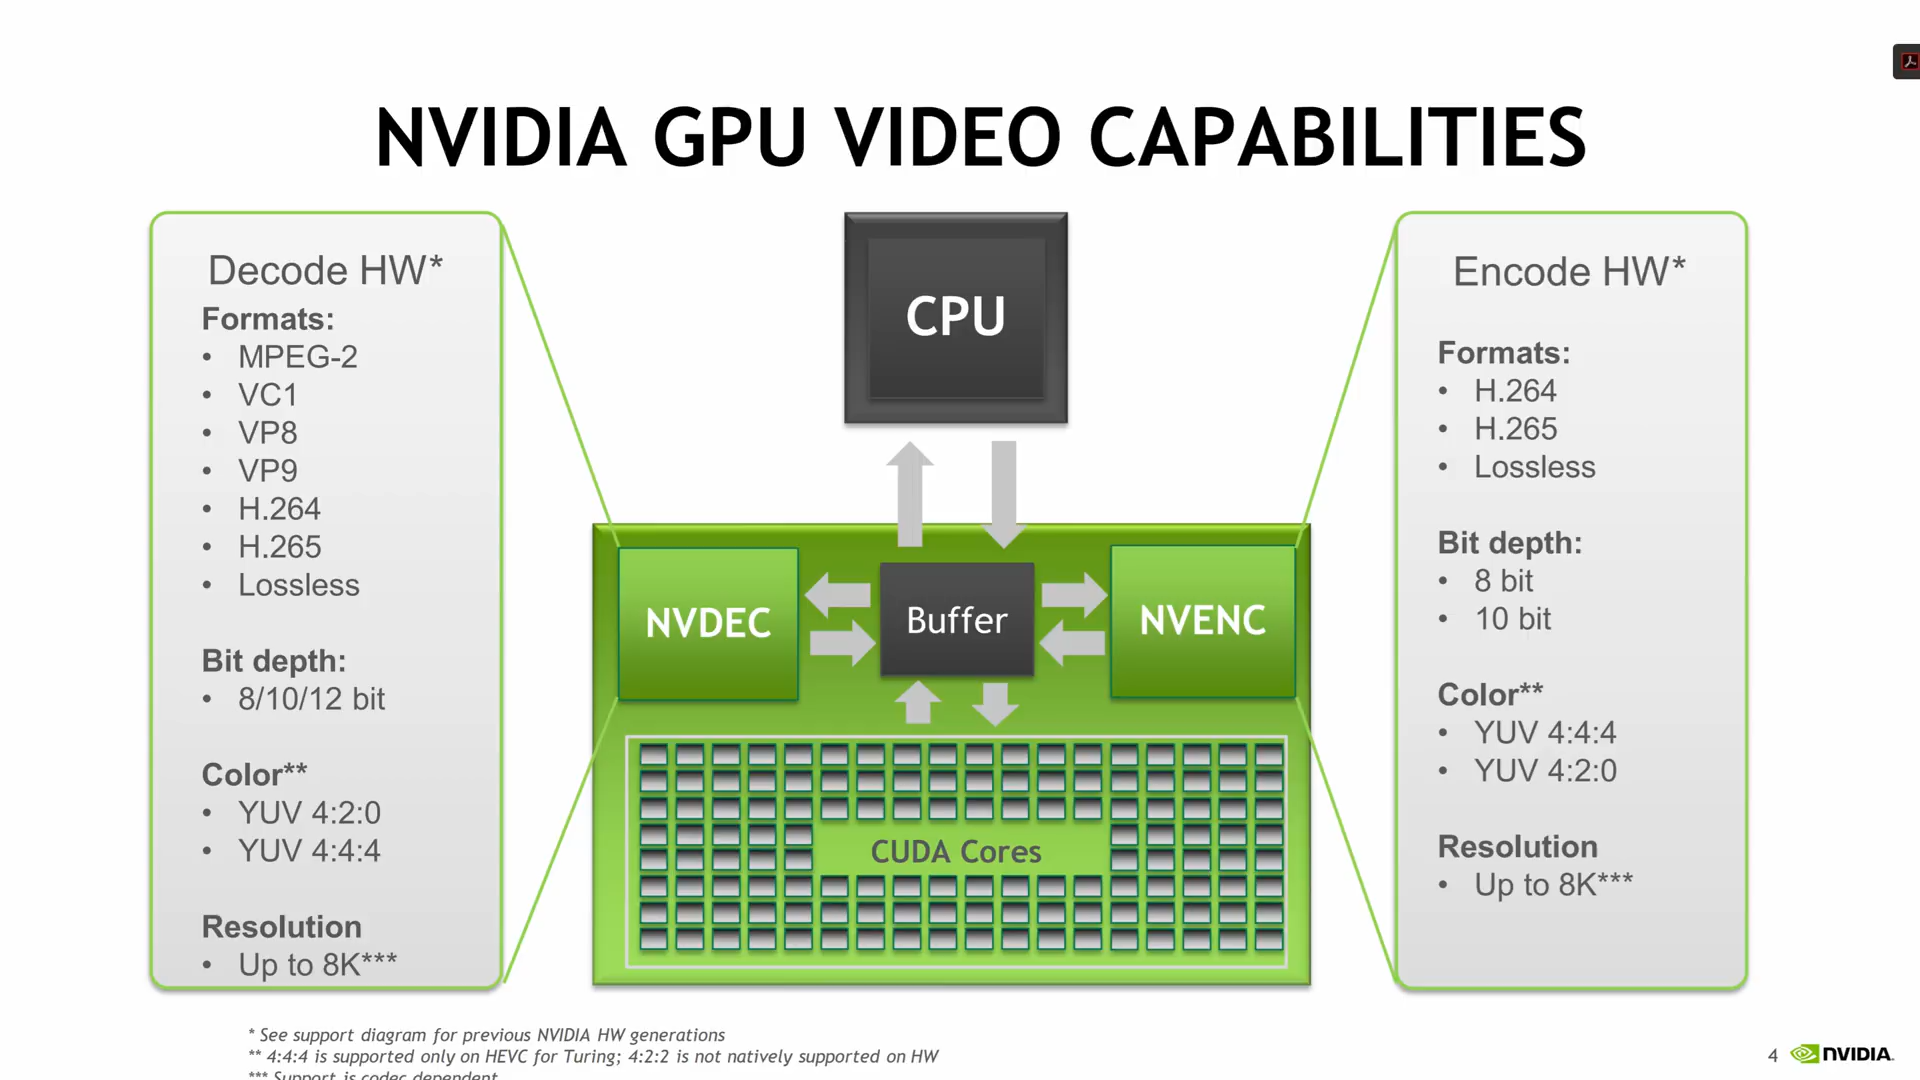 NVIDIA GPU VIDEO CAPABILITIES
Decode HW*
Formats:
• MPEG-2
• VC1
• VP8
• VP9
• H.264
• H.265
• Lossless
Bit depth:
• 8/10/12 bit
Color**
• YUV 4:2:0
• YUV 4:4:4
Resolution
• Up to 8K***
CPU
NVDEC
Buffer
NVENC
CUDA Cores
Encode HW*
Formats:
• H.264
• H.265
• Lossless
Bit depth:
• 8 bit
• 10 bit
Color**
• YUV 4:4:4
• YUV 4:2:0
Resolution
• Up to 8K***
* See support diagram for previous NVIDIA HW generations
** 4:4:4 is supported only on HEVC for Turing; 4:2:2 is not natively supported on HW
*** Support is codec dependent
4
NVIDIA.